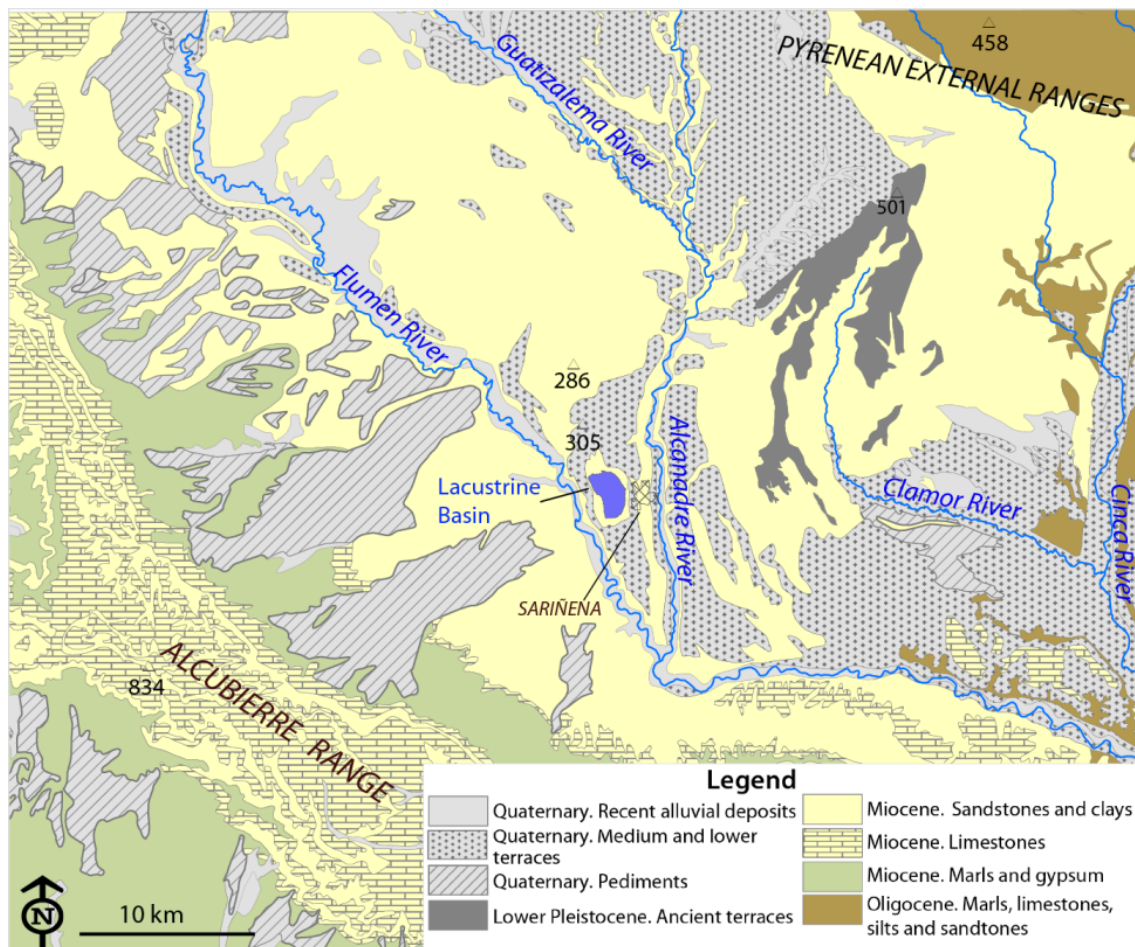 458
PYRENEAN EXTERNAL RANGES
Guatizalema River
501
Flumen River
286
305
Lacustrine
Basin
Alcanadre River
Clamor River
Cinca River
SARIÑENA
ALCUBIERRE RANGE
834
Legend
Quaternary. Recent alluvial deposits
Quaternary. Medium and lower
terraces
Quaternary. Pediments
Lower Pleistocene. Ancient terraces
Miocene. Sandstones and clays
Miocene. Limestones
Miocene. Marls and gypsum
Oligocene. Marls, limestones,
silts and sandtones
N
10 km